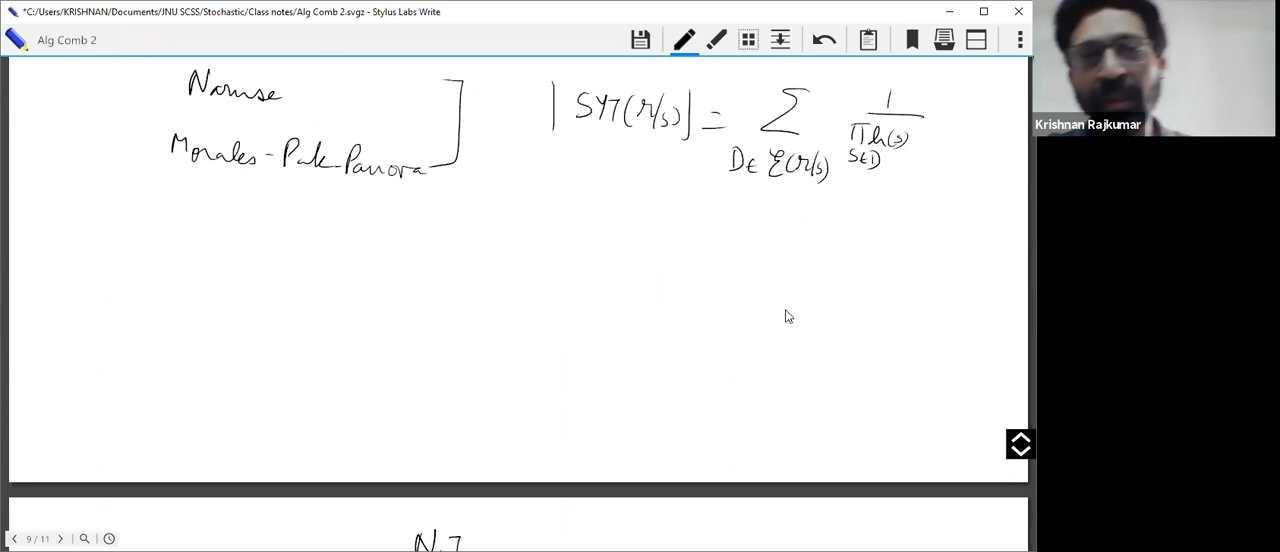 *C:/Users/KRISHNAN/Documents/JNU SCSS/Stochastic/Class notes/Alg Comb 2.svgz - Stylus Labs Write
Alg Comb 2
Naruse
Morales-Pak-Panova
|SYT(r/s)| = Σ 1
D∈ξ(r/s) Πh(s)
s∈D
Krishnan Rajkumar
9 / 11
N.I